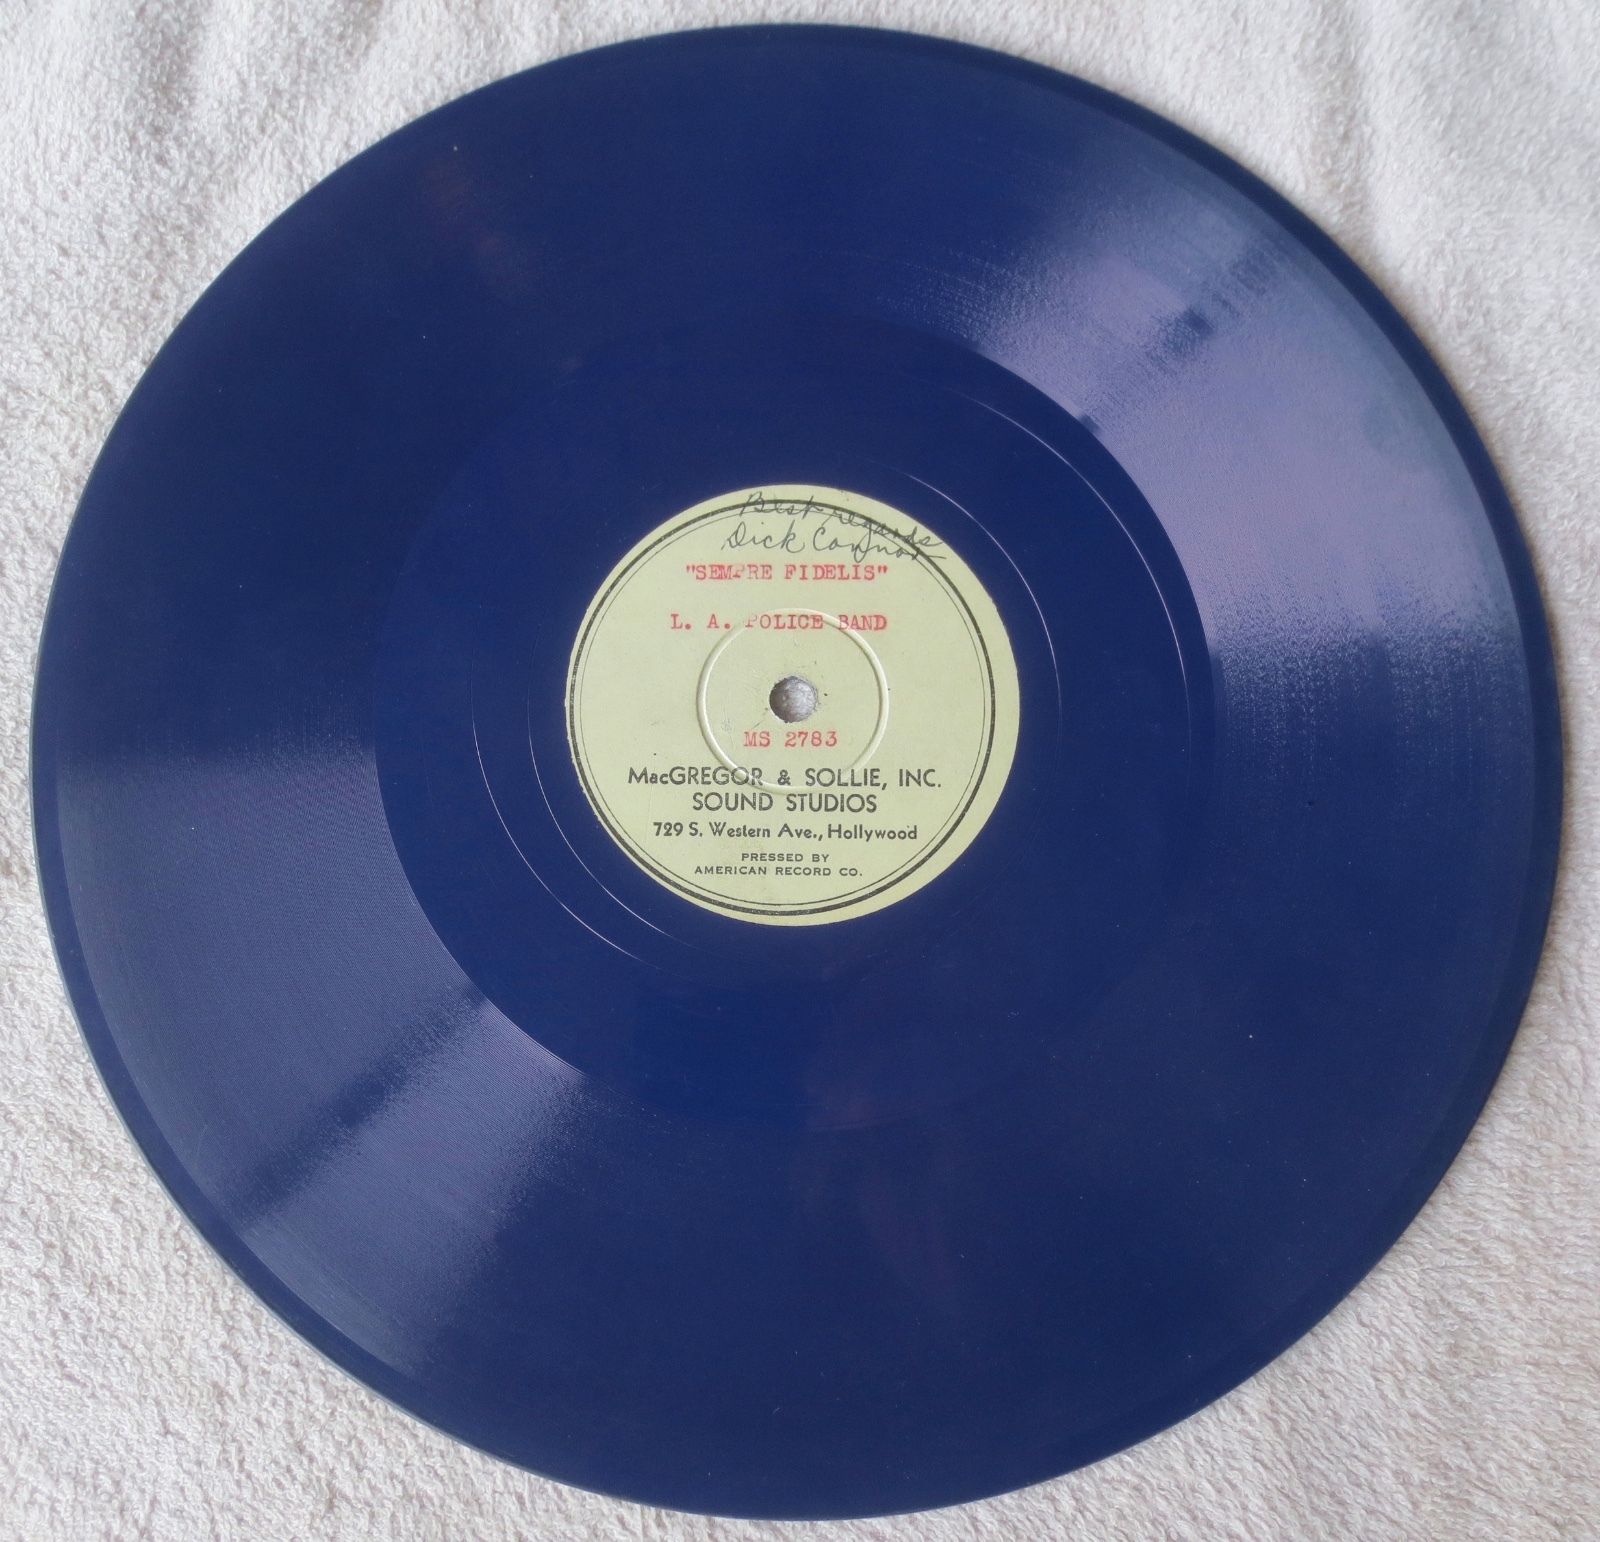 Best regards
Dick Connor
"SEMPRE FIDELIS"
L. A. POLICE BAND
MS 2783
MacGREGOR & SOLLIE, INC.
SOUND STUDIOS
729 S. Western Ave., Hollywood
PRESSED BY
AMERICAN RECORD CO.